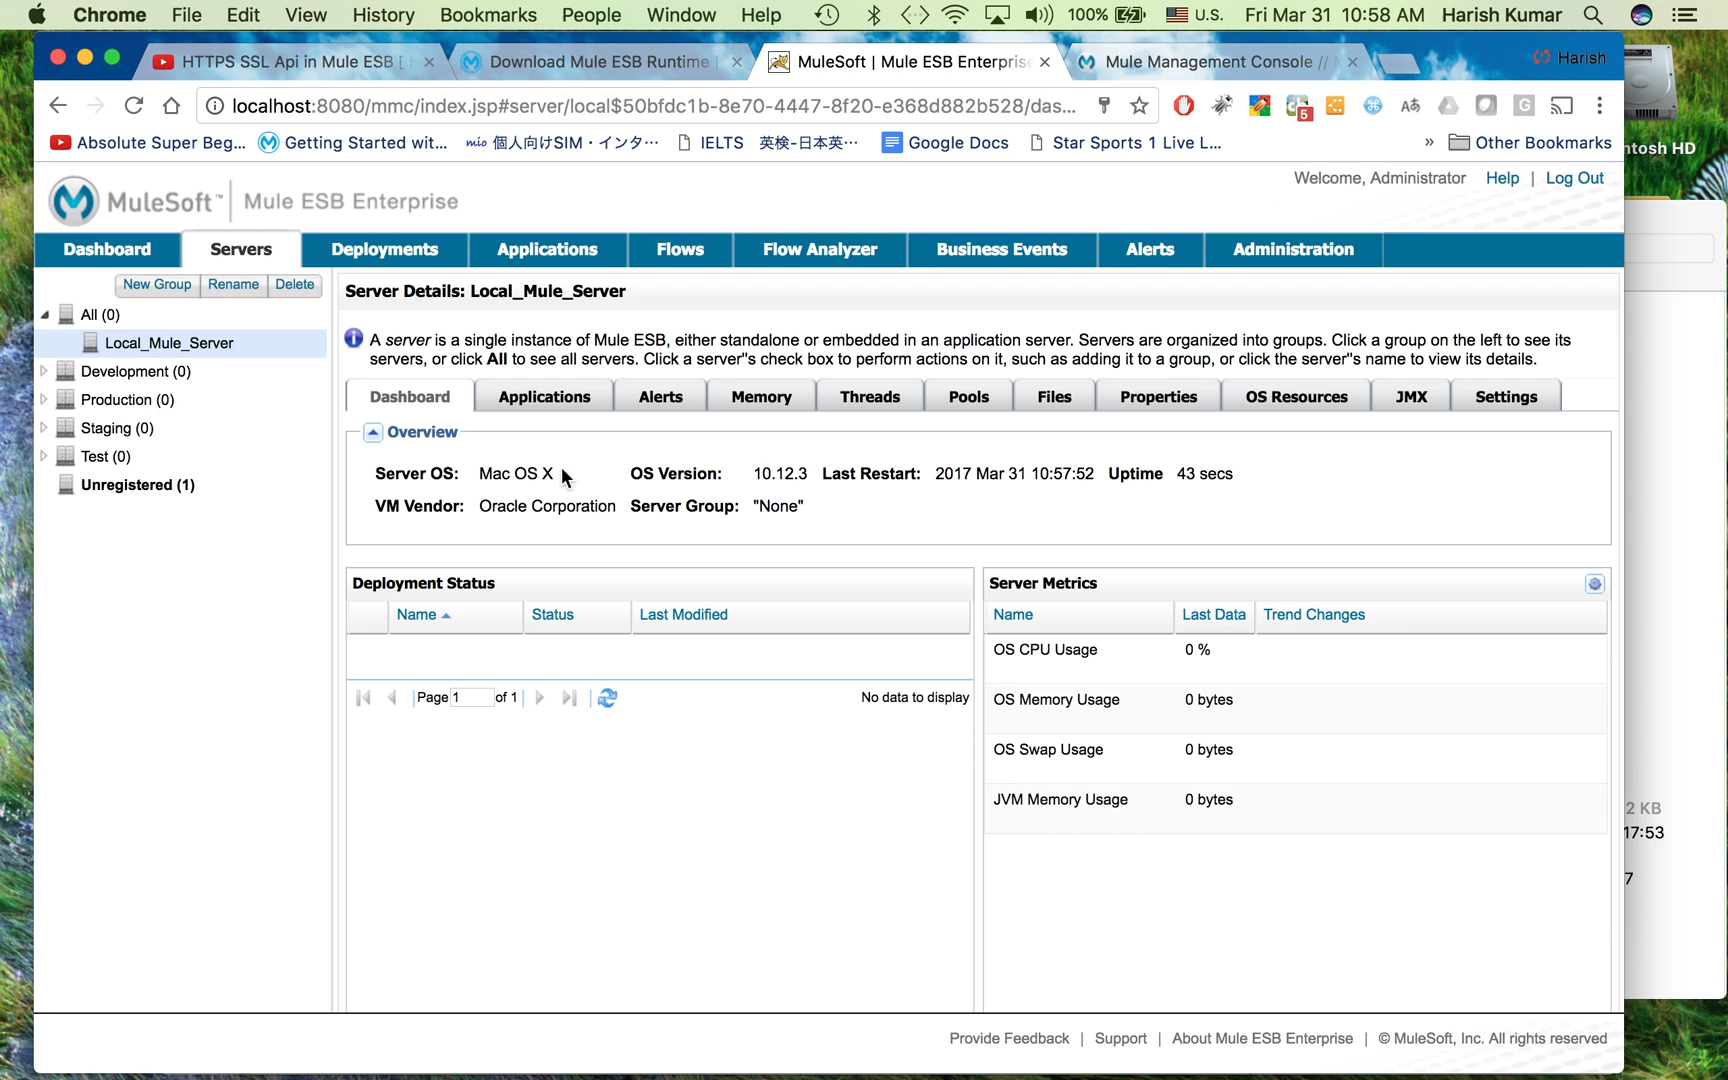 Chrome File Edit View History Bookmarks People Window Help 100% U.S. Fri Mar 31 10:58 AM Harish Kumar
HTTPS SSL Api in Mule ESB [ Download Mule ESB Runtime MuleSoft | Mule ESB Enterpris Mule Management Console // Harish
localhost:8080/mmc/index.jsp#server/local$50bfdc1b-8e70-4447-8f20-e368d882b528/das... 5 Aあ G
Absolute Super Beg... Getting Started wit... mio 個人向けSIM・インタ… IELTS 英検-日本英… Google Docs Star Sports 1 Live L... » Other Bookmarks
ntosh HD
Welcome, Administrator Help | Log Out
MuleSoft™ Mule ESB Enterprise
Dashboard Servers Deployments Applications Flows Flow Analyzer Business Events Alerts Administration
New Group Rename Delete
All (0)
Local_Mule_Server
Development (0)
Production (0)
Staging (0)
Test (0)
Unregistered (1)
Server Details: Local_Mule_Server
A server is a single instance of Mule ESB, either standalone or embedded in an application server. Servers are organized into groups. Click a group on the left to see its
servers, or click All to see all servers. Click a server"s check box to perform actions on it, such as adding it to a group, or click the server"s name to view its details.
Dashboard Applications Alerts Memory Threads Pools Files Properties OS Resources JMX Settings
Overview
Server OS: Mac OS X OS Version: 10.12.3 Last Restart: 2017 Mar 31 10:57:52 Uptime 43 secs
VM Vendor: Oracle Corporation Server Group: "None"
Deployment Status
Name Status Last Modified
Page 1 of 1 No data to display
Server Metrics
Name Last Data Trend Changes
OS CPU Usage 0 %
OS Memory Usage 0 bytes
OS Swap Usage 0 bytes
JVM Memory Usage 0 bytes
2 KB
17:53
7
Provide Feedback | Support | About Mule ESB Enterprise | © MuleSoft, Inc. All rights reserved